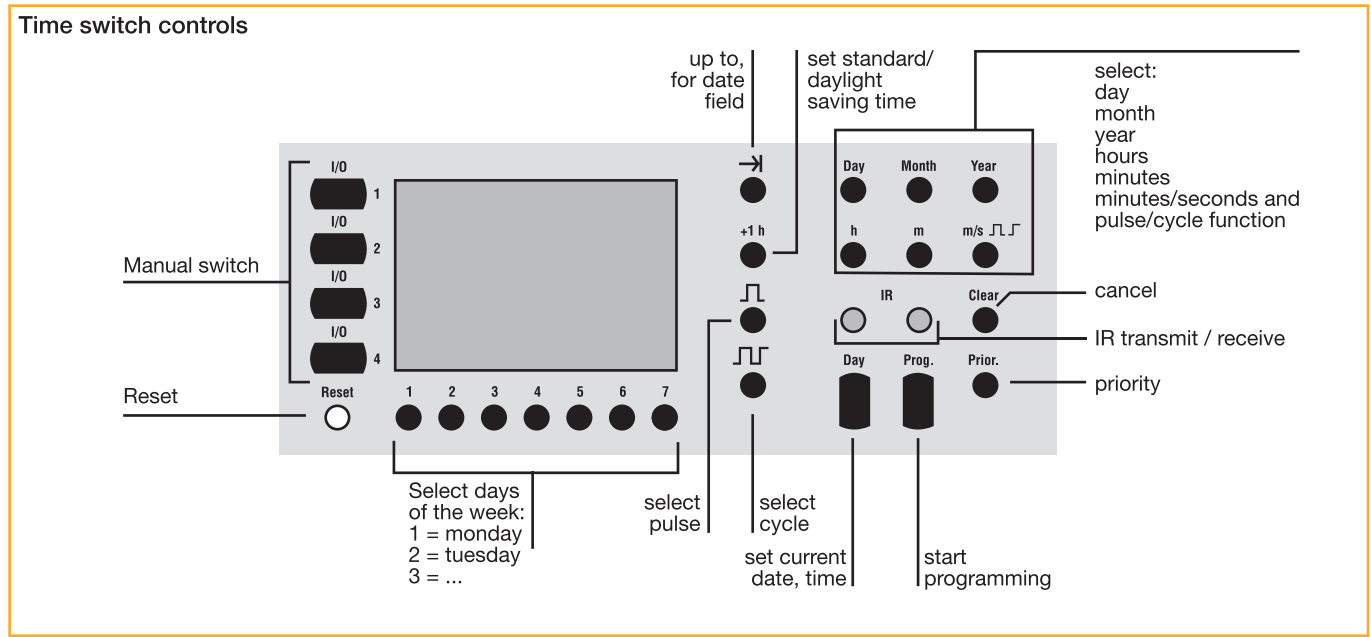 Time switch controls
up to,
for date
field
set standard/
daylight
saving time
select:
day
month
year
hours
minutes
minutes/seconds and
pulse/cycle function
I/O
1
I/O
2
I/O
3
I/O
4
Manual switch
Reset
Reset
1 2 3 4 5 6 7
+1 h
Day Month Year
h m m/s
IR
Clear
Day Prog. Prior.
cancel
IR transmit / receive
priority
Select days
of the week:
1 = monday
2 = tuesday
3 = ...
select
pulse
select
cycle
set current
date, time
start
programming